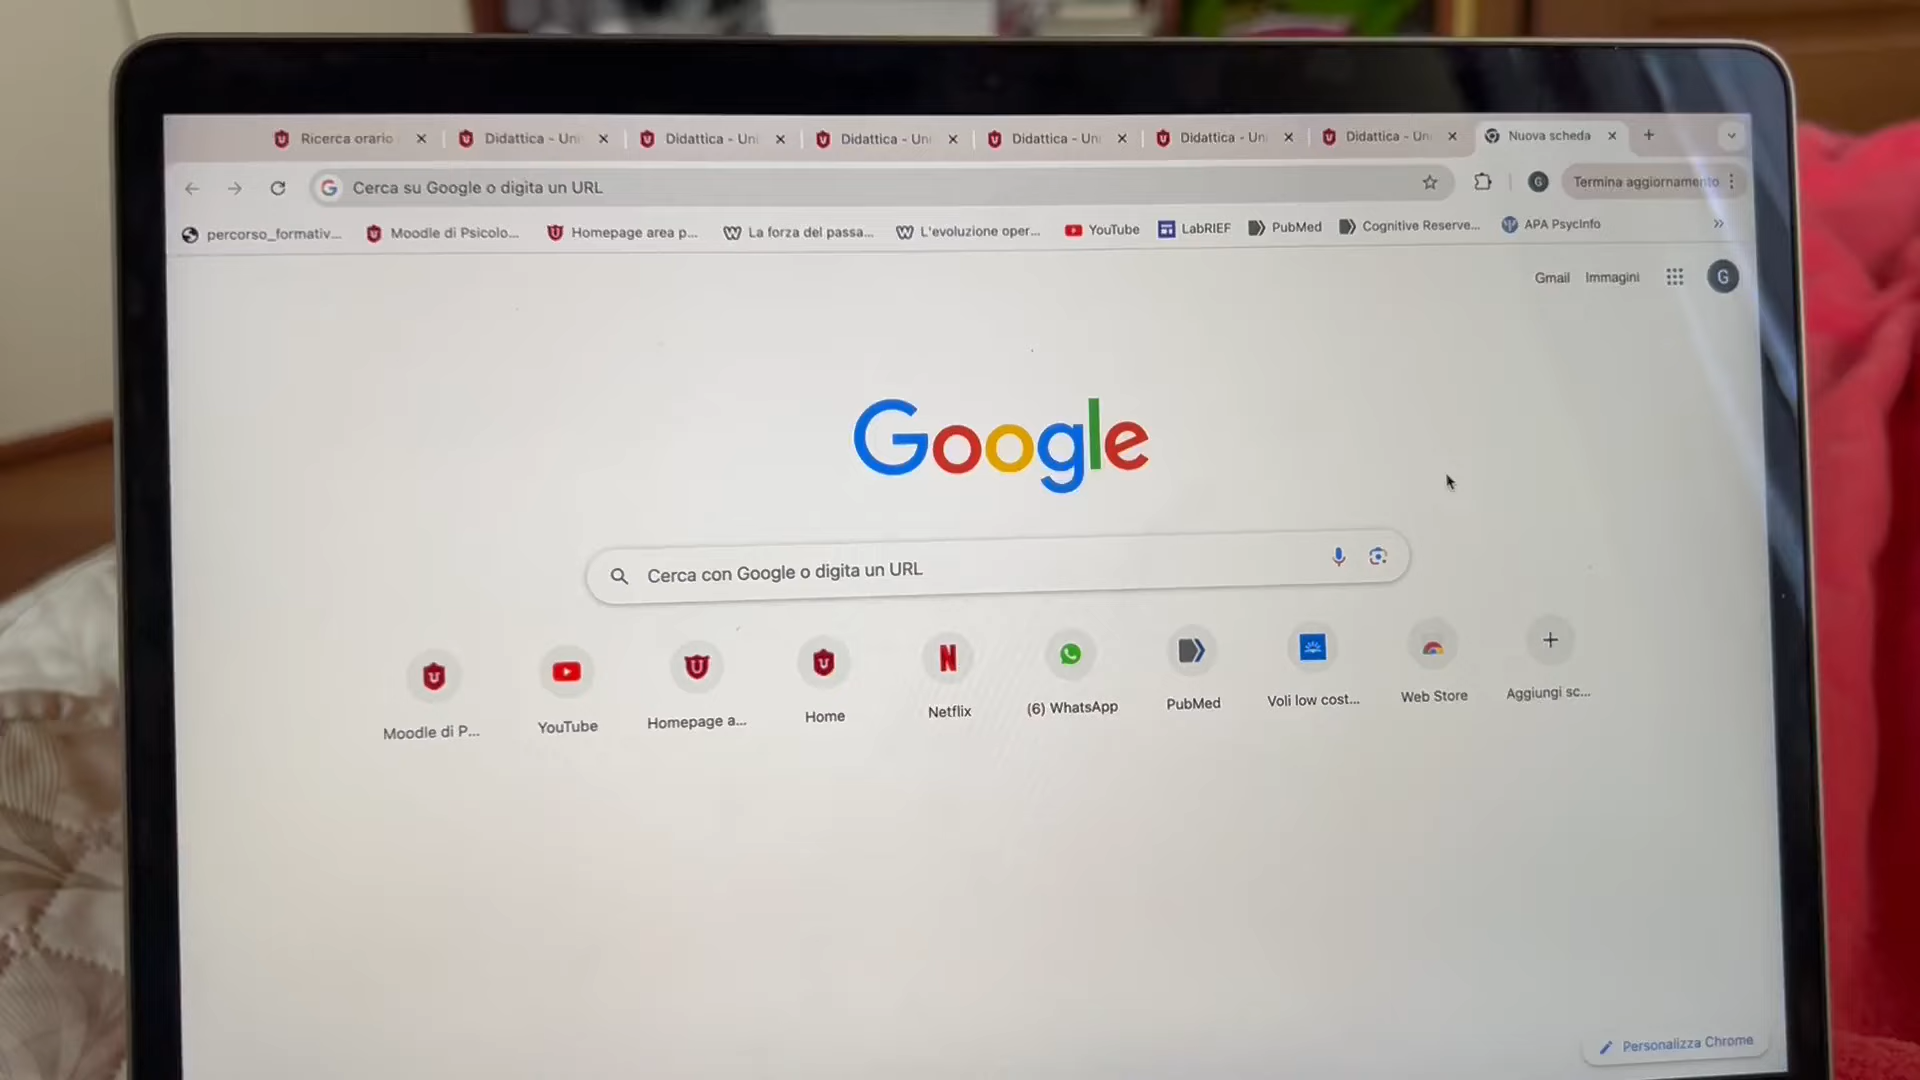 Ricerca orario
Didattica - Uni
Didattica - Uni
Didattica - Uni
Didattica - Uni
Didattica - Uni
Didattica - Uni
Nuova scheda
Cerca su Google o digita un URL
G
Termina aggiornamento
percorso_formativ...
Moodle di Psicolo...
Homepage area p...
La forza del passa...
L'evoluzione oper...
YouTube
LabRIEF
PubMed
Cognitive Reserve...
APA PsycInfo
Gmail
Immagini
G
Google
Cerca con Google o digita un URL
Moodle di P...
YouTube
Homepage a...
Home
Netflix
(6) WhatsApp
PubMed
Voli low cost...
Web Store
Aggiungi sc...
Personalizza Chrome